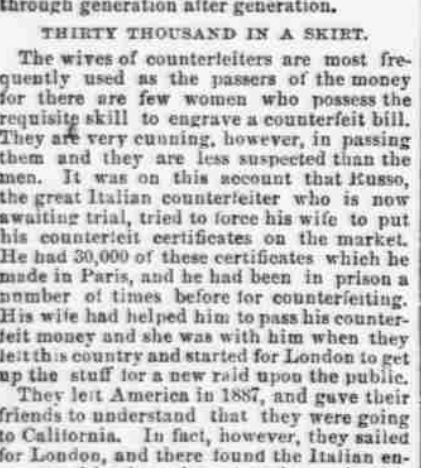 through generation after generation.
THIRTY THOUSAND IN A SKIRT.
The wives of counterfeiters are most fre-
quently used as the passers of the money
for there are few women who possess the
requisite skill to engrave a counterfeit bill.
They are very cunning, however, in passing
them and they are less suspected than the
men. It was on this account that Russo,
the great Italian counterfeiter who is now
awaiting trial, tried to force his wife to put
his counterfeit certificates on the market.
He had 30,000 of these certificates which he
made in Paris, and he had been in prison a
number of times before for counterfeiting.
His wife had helped him to pass his counter-
feit money and she was with him when they
left this country and started for London to get
up the stuff for a new raid upon the public.
They left America in 1887, and gave their
friends to understand that they were going
to California. In fact, however, they sailed
for London, and there found the Italian en-